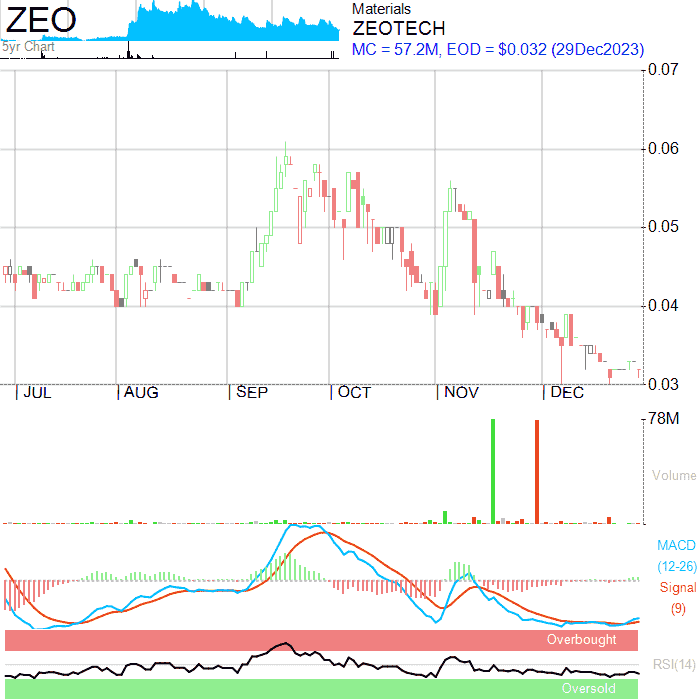 ZEO
5yr Chart
Materials
ZEOTECH
MC = 57.2M, EOD = $0.032 (29Dec2023)
0.07
0.06
0.05
0.04
0.03
JUL AUG SEP OCT NOV DEC
78M
Volume
MACD
(12-26)
Signal
(9)
Overbought
RSI(14)
Oversold